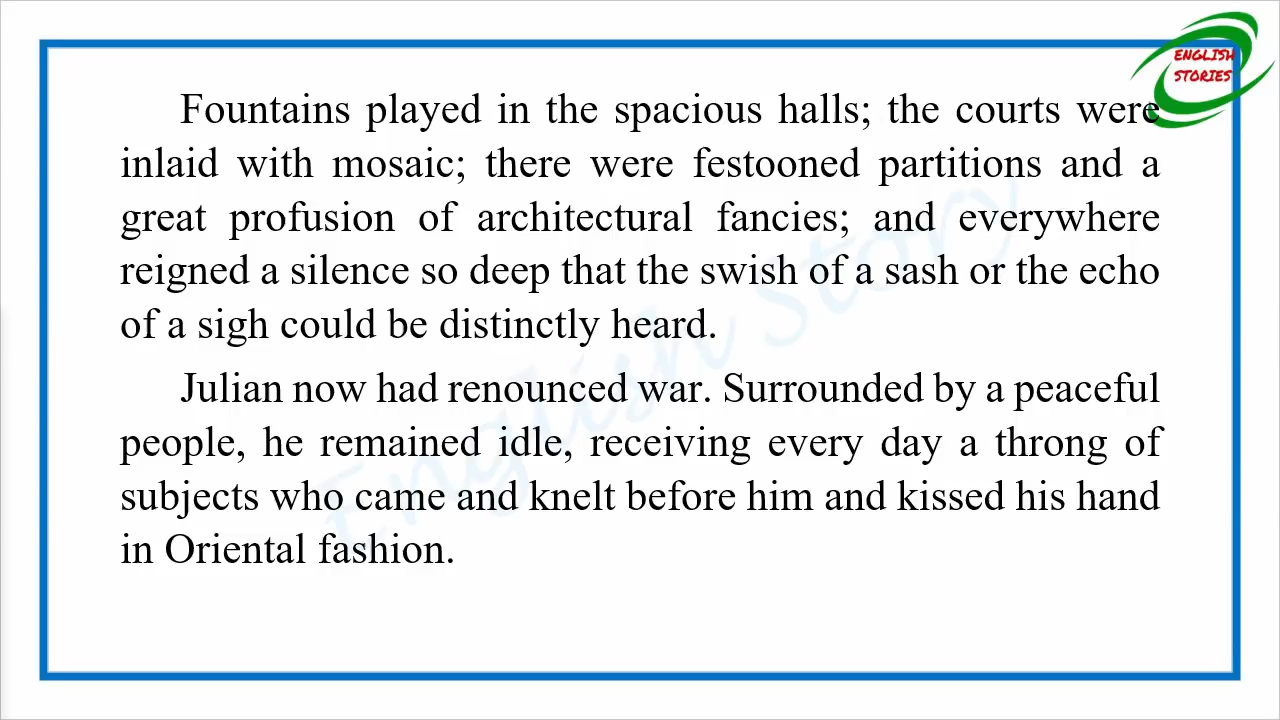 ENGLISH
STORIES
Fountains played in the spacious halls; the courts were
inlaid with mosaic; there were festooned partitions and a
great profusion of architectural fancies; and everywhere
reigned a silence so deep that the swish of a sash or the echo
of a sigh could be distinctly heard.
Julian now had renounced war. Surrounded by a peaceful
people, he remained idle, receiving every day a throng of
subjects who came and knelt before him and kissed his hand
in Oriental fashion.
English Story